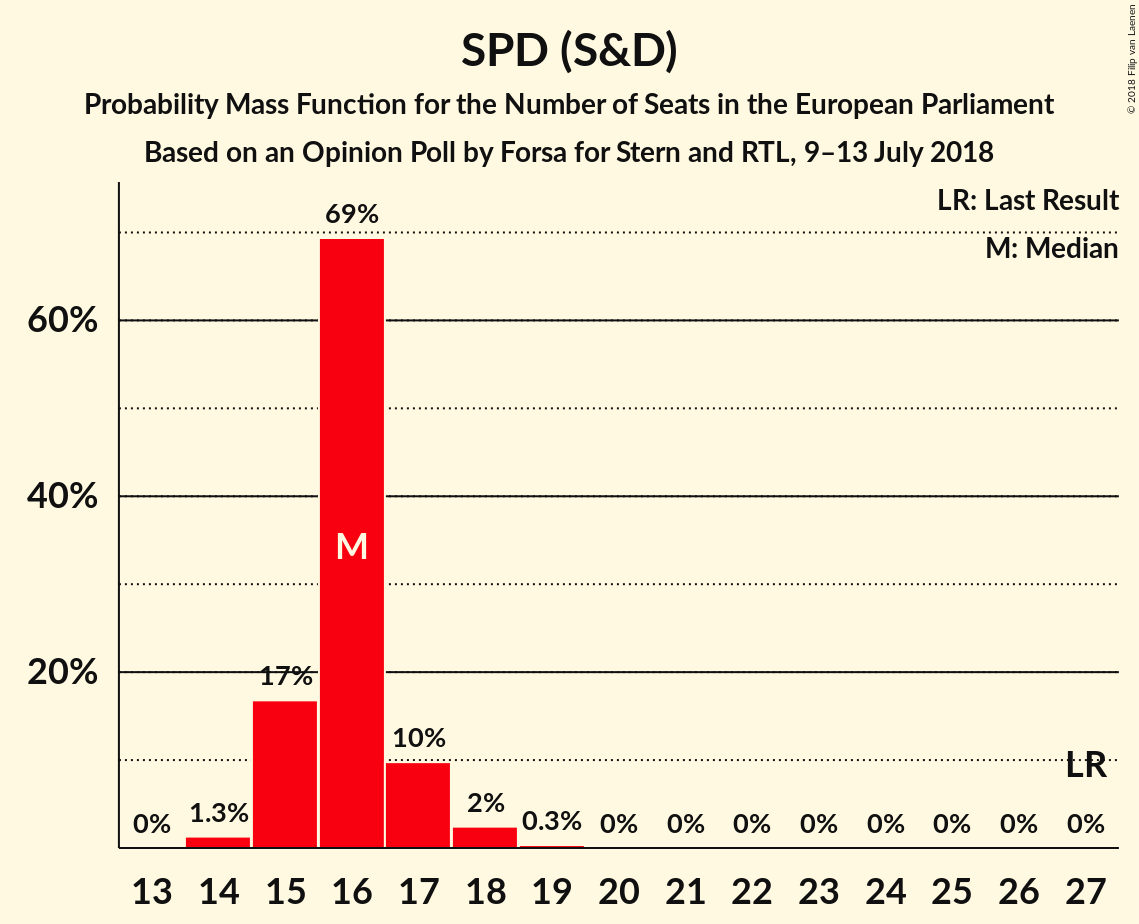 SPD (S&D)
Probability Mass Function for the Number of Seats in the European Parliament
Based on an Opinion Poll by Forsa for Stern and RTL, 9–13 July 2018
© 2018 Filip van Laenen
LR: Last Result
M: Median
60%
40%
20%
0%
1.3%
17%
69%
M
10%
2%
0.3%
0%
0%
0%
0%
0%
0%
0%
0%
LR
13 14 15 16 17 18 19 20 21 22 23 24 25 26 27